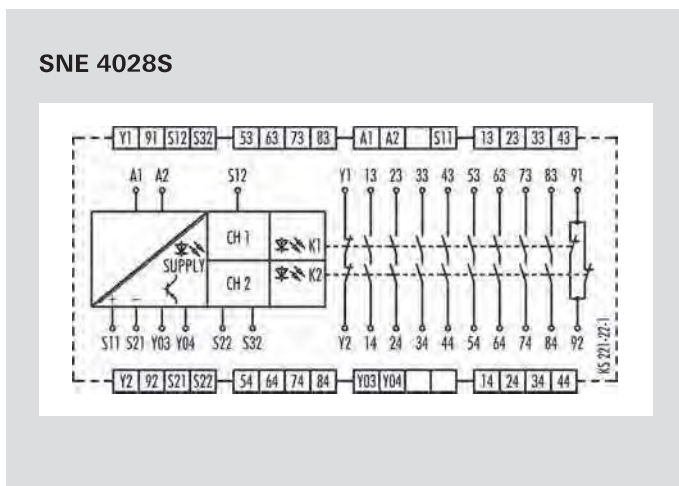 SNE 4028S
Y1 91 S12 S32 53 63 73 83 A1 A2 S11 13 23 33 43
A1 A2 S12 Y1 13 23 33 43 53 63 73 83 91
CH 1 K1
SUPPLY
CH 2 K2
+ −
S11 S21 Y03 Y04 S22 S32 Y2 14 24 34 44 54 64 74 84 92
KS 221-22-1
Y2 92 S21 S22 54 64 74 84 Y03 Y04 14 24 34 44